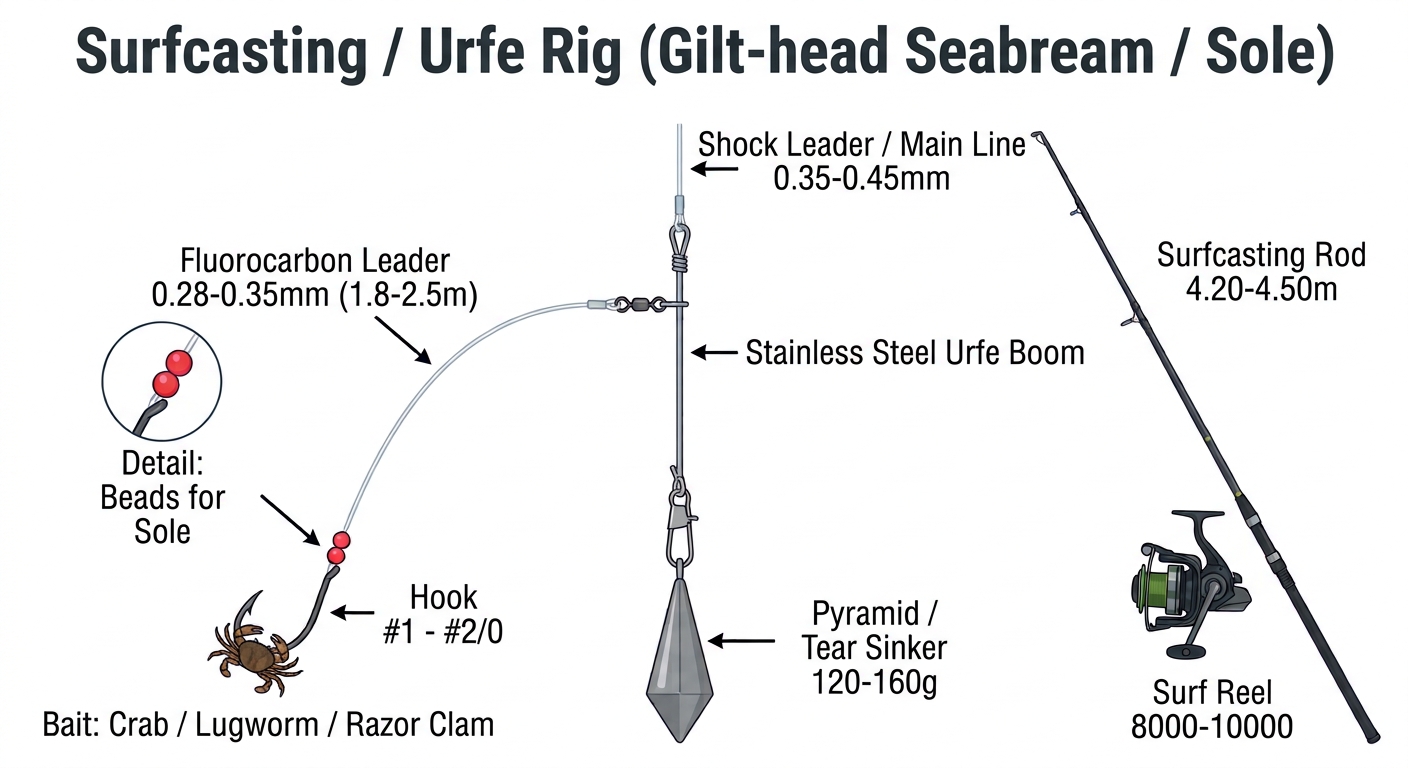 Surfcasting / Urfe Rig (Gilt-head Seabream / Sole)
Shock Leader / Main Line
0.35-0.45mm
Fluorocarbon Leader
0.28-0.35mm (1.8-2.5m)
Surfcasting Rod
4.20-4.50m
Stainless Steel Urfe Boom
Detail:
Beads for
Sole
Hook
#1 - #2/0
Pyramid /
Tear Sinker
120-160g
Surf Reel
8000-10000
Bait: Crab / Lugworm / Razor Clam